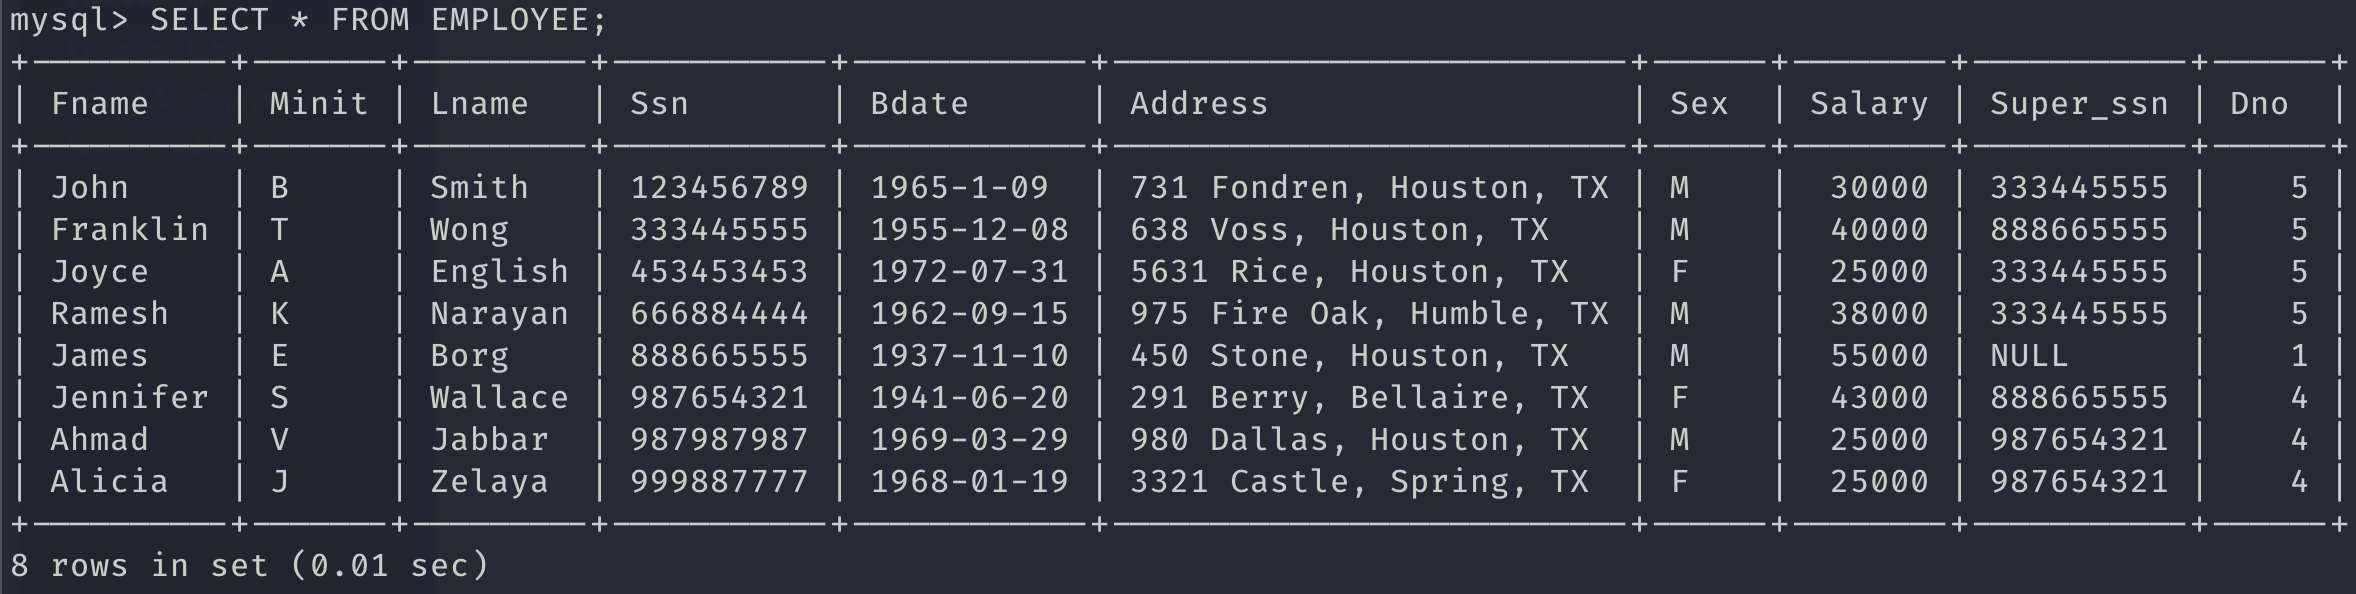 mysql> SELECT * FROM EMPLOYEE;
+-----------+-------+---------+-----------+------------+--------------------------+------+--------+-----------+------+
| Fname     | Minit | Lname   | Ssn       | Bdate      | Address                  | Sex  | Salary | Super_ssn | Dno  |
+-----------+-------+---------+-----------+------------+--------------------------+------+--------+-----------+------+
| John      | B     | Smith   | 123456789 | 1965-1-09  | 731 Fondren, Houston, TX | M    |  30000 | 333445555 |    5 |
| Franklin  | T     | Wong    | 333445555 | 1955-12-08 | 638 Voss, Houston, TX    | M    |  40000 | 888665555 |    5 |
| Joyce     | A     | English | 453453453 | 1972-07-31 | 5631 Rice, Houston, TX   | F    |  25000 | 333445555 |    5 |
| Ramesh    | K     | Narayan | 666884444 | 1962-09-15 | 975 Fire Oak, Humble, TX | M    |  38000 | 333445555 |    5 |
| James     | E     | Borg    | 888665555 | 1937-11-10 | 450 Stone, Houston, TX   | M    |  55000 | NULL      |    1 |
| Jennifer  | S     | Wallace | 987654321 | 1941-06-20 | 291 Berry, Bellaire, TX  | F    |  43000 | 888665555 |    4 |
| Ahmad     | V     | Jabbar  | 987987987 | 1969-03-29 | 980 Dallas, Houston, TX  | M    |  25000 | 987654321 |    4 |
| Alicia    | J     | Zelaya  | 999887777 | 1968-01-19 | 3321 Castle, Spring, TX  | F    |  25000 | 987654321 |    4 |
+-----------+-------+---------+-----------+------------+--------------------------+------+--------+-----------+------+
8 rows in set (0.01 sec)